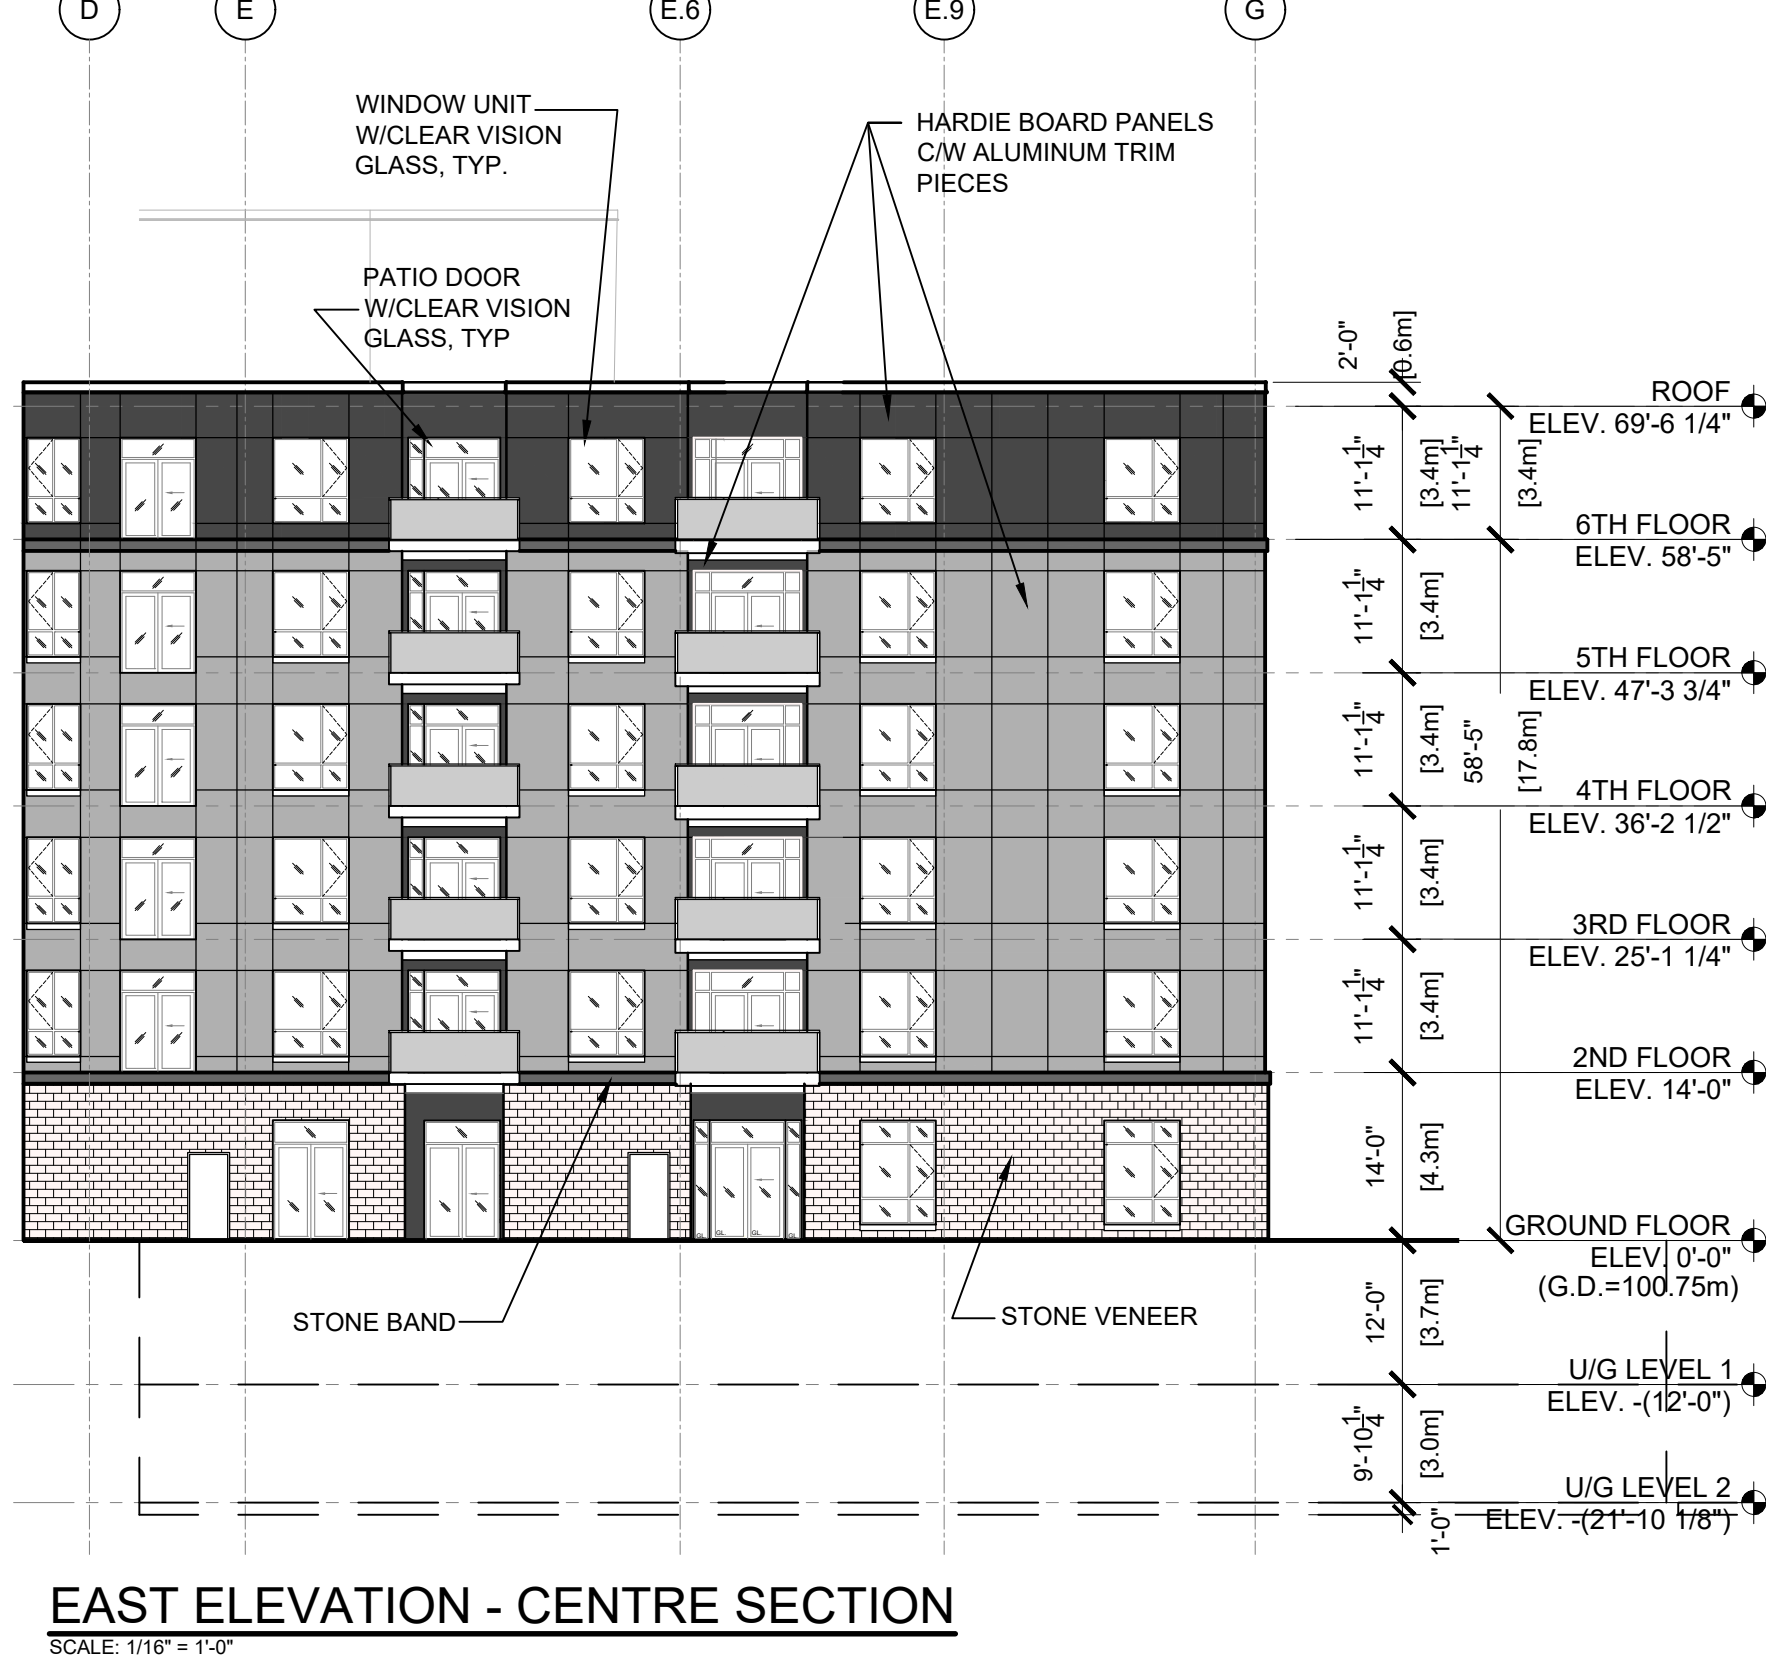 D
E
E.6
E.9
G
WINDOW UNIT
W/CLEAR VISION
GLASS, TYP.
HARDIE BOARD PANELS
C/W ALUMINUM TRIM
PIECES
PATIO DOOR
W/CLEAR VISION
GLASS, TYP
2'-0"
[0.6m]
ROOF
ELEV. 69'-6 1/4"
11'-1 1/4"
[3.4m]
11'-1 1/4"
[3.4m]
6TH FLOOR
ELEV. 58'-5"
11'-1 1/4"
[3.4m]
5TH FLOOR
ELEV. 47'-3 3/4"
11'-1 1/4"
[3.4m]
58'-5"
[17.8m]
4TH FLOOR
ELEV. 36'-2 1/2"
11'-1 1/4"
[3.4m]
3RD FLOOR
ELEV. 25'-1 1/4"
11'-1 1/4"
[3.4m]
2ND FLOOR
ELEV. 14'-0"
14'-0"
[4.3m]
GL. GL. GL. GL.
GROUND FLOOR
ELEV. 0'-0"
(G.D.=100.75m)
STONE BAND
STONE VENEER
12'-0"
[3.7m]
U/G LEVEL 1
ELEV. -(12'-0")
9'-10 1/4"
[3.0m]
U/G LEVEL 2
ELEV. -(21'-10 1/8")
1'-0"
EAST ELEVATION - CENTRE SECTION
SCALE: 1/16" = 1'-0"